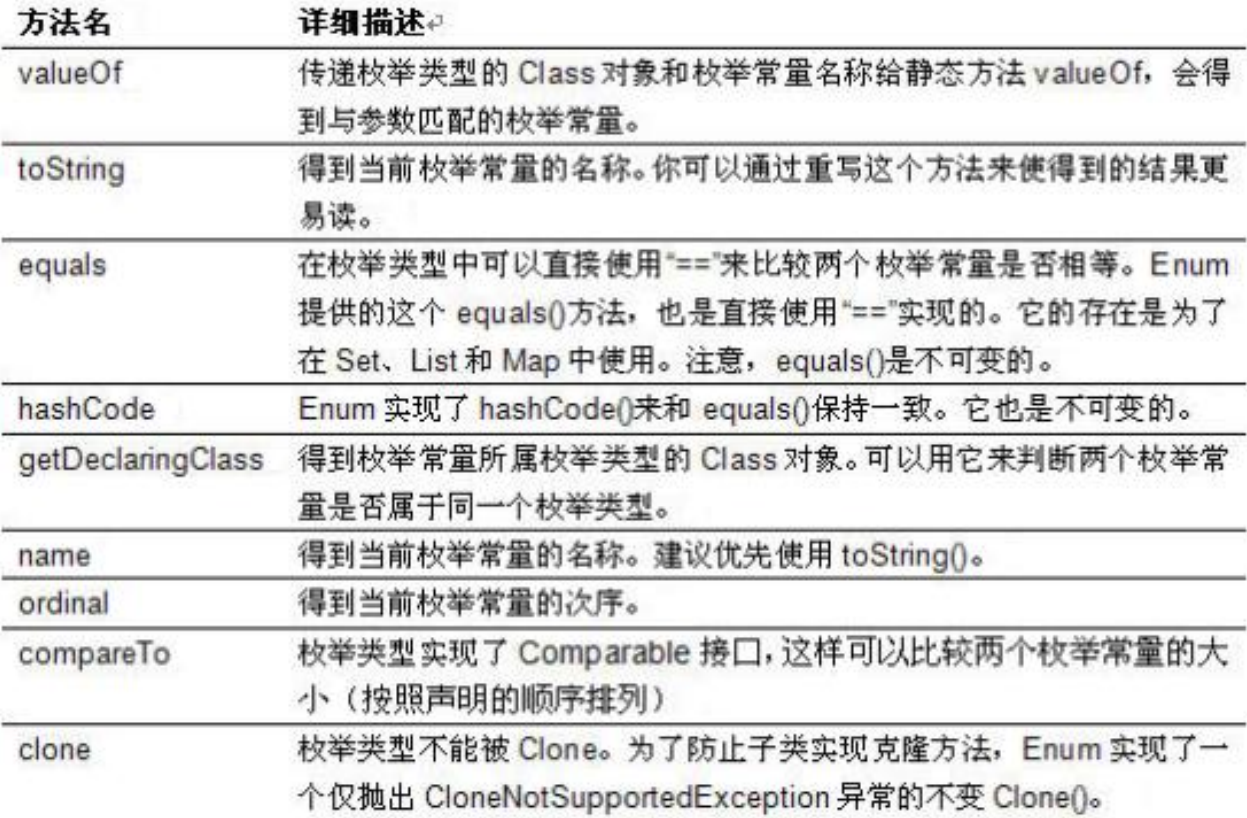 方法名 详细描述↵
valueOf 传递枚举类型的 Class 对象和枚举常量名称给静态方法 valueOf，会得
到与参数匹配的枚举常量。
toString 得到当前枚举常量的名称。你可以通过重写这个方法来使得到的结果更
易读。
equals 在枚举类型中可以直接使用“==”来比较两个枚举常量是否相等。Enum
提供的这个 equals()方法，也是直接使用“==”实现的。它的存在是为了
在 Set、List 和 Map 中使用。注意，equals()是不可变的。
hashCode Enum 实现了 hashCode()来和 equals()保持一致。它也是不可变的。
getDeclaringClass 得到枚举常量所属枚举类型的 Class 对象。可以用它来判断两个枚举常
量是否属于同一个枚举类型。
name 得到当前枚举常量的名称。建议优先使用 toString()。
ordinal 得到当前枚举常量的次序。
compareTo 枚举类型实现了 Comparable 接口，这样可以比较两个枚举常量的大
小（按照声明的顺序排列）
clone 枚举类型不能被 Clone。为了防止子类实现克隆方法，Enum 实现了一
个仅抛出 CloneNotSupportedException 异常的不变 Clone()。